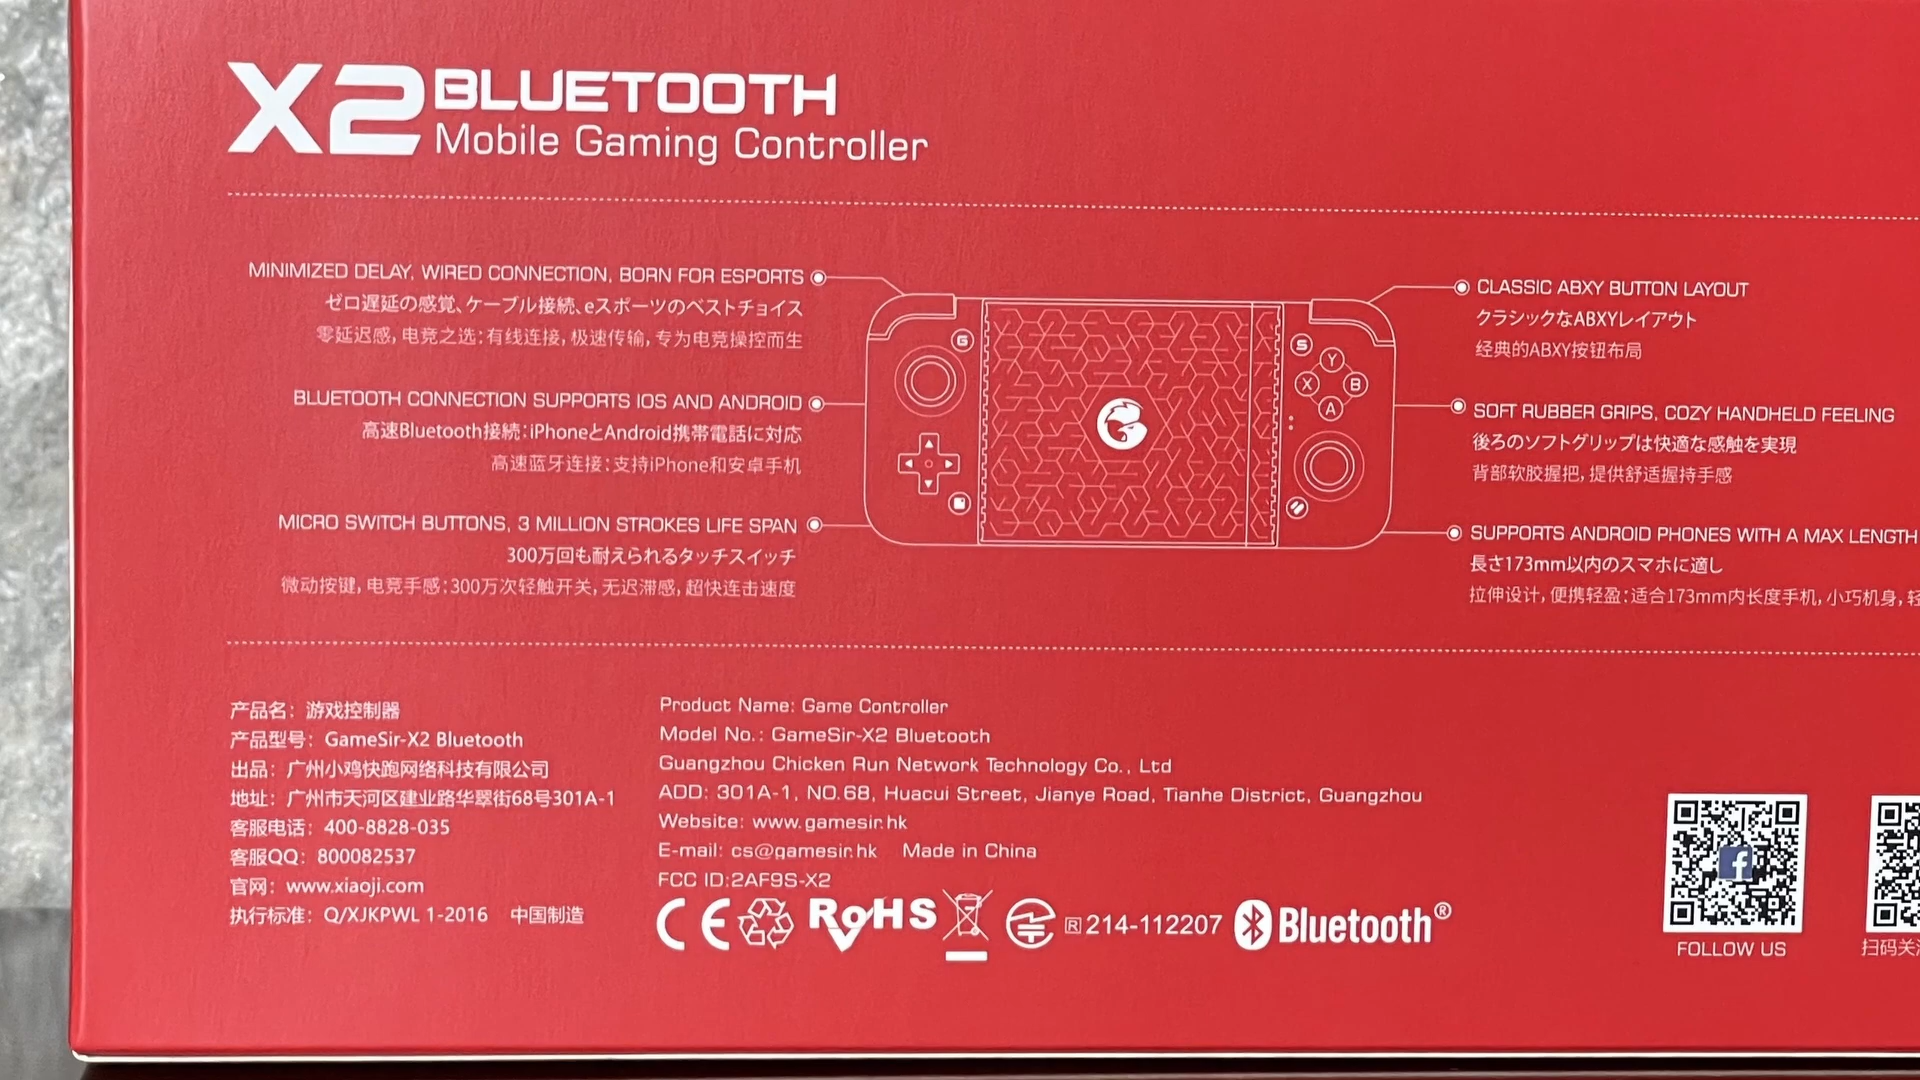 X2 BLUETOOTH
Mobile Gaming Controller
MINIMIZED DELAY, WIRED CONNECTION, BORN FOR ESPORTS
ゼロ遅延の感覚、ケーブル接続、eスポーツのベストチョイス
零延迟感，电竞之选：有线连接，极速传输，专为电竞操控而生
BLUETOOTH CONNECTION SUPPORTS IOS AND ANDROID
高速Bluetooth接続：iPhoneとAndroid携帯電話に対応
高速蓝牙连接：支持iPhone和安卓手机
MICRO SWITCH BUTTONS, 3 MILLION STROKES LIFE SPAN
300万回も耐えられるタッチスイッチ
微动按键，电竞手感：300万次轻触开关，无迟滞感，超快连击速度
G
S
Y
X
B
A
CLASSIC ABXY BUTTON LAYOUT
クラシックなABXYレイアウト
经典的ABXY按钮布局
SOFT RUBBER GRIPS, COZY HANDHELD FEELING
後ろのソフトグリップは快適な感触を実現
背部软胶握把，提供舒适握持手感
SUPPORTS ANDROID PHONES WITH A MAX LENGTH
長さ173mm以内のスマホに適し
拉伸设计，便携轻盈：适合173mm内长度手机，小巧机身，轻
产品名：游戏控制器
产品型号：GameSir-X2 Bluetooth
出品：广州小鸡快跑网络科技有限公司
地址：广州市天河区建业路华翠街68号301A-1
客服电话：400-8828-035
客服QQ：800082537
官网：www.xiaoji.com
执行标准：Q/XJKPWL 1-2016 中国制造
Product Name: Game Controller
Model No.: GameSir-X2 Bluetooth
Guangzhou Chicken Run Network Technology Co., Ltd
ADD: 301A-1, NO.68, Huacui Street, Jianye Road, Tianhe District, Guangzhou
Website: www.gamesir.hk
E-mail: cs@gamesir.hk Made in China
FCC ID:2AF9S-X2
CE RoHS R 214-112207 Bluetooth®
f
FOLLOW US
扫码关注